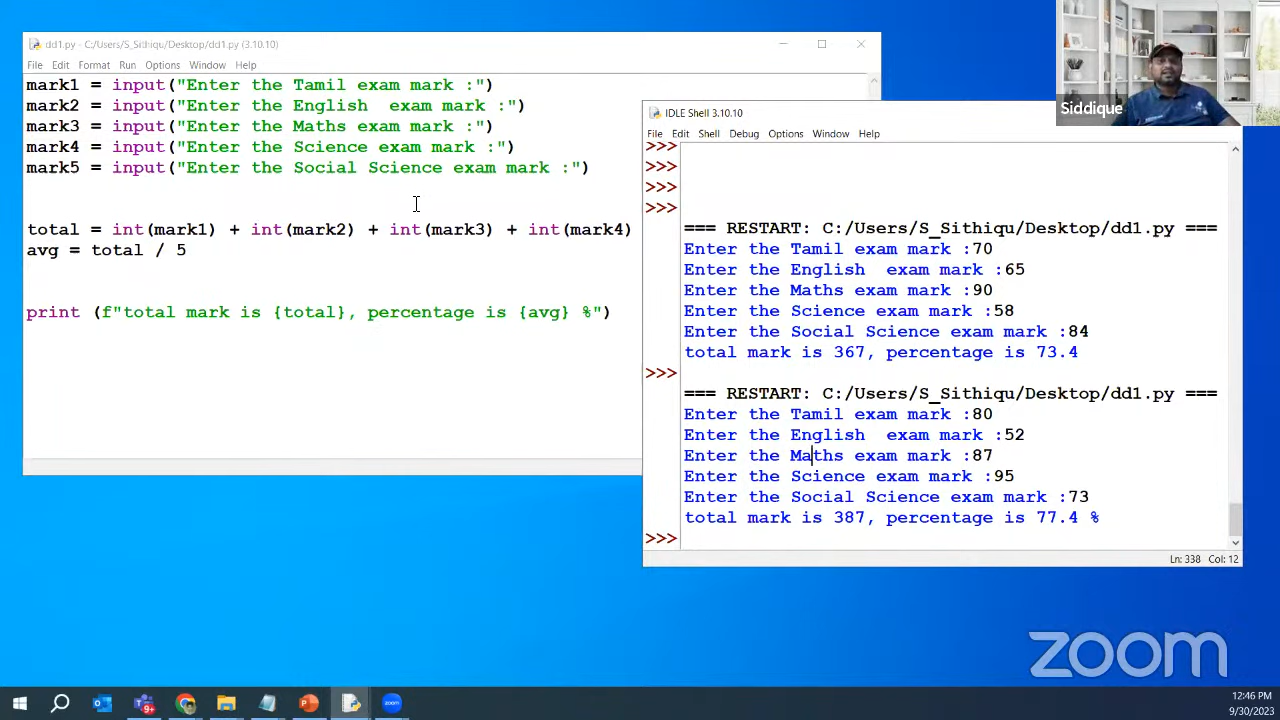 dd1.py - C:/Users/S_Sithiqu/Desktop/dd1.py (3.10.10)
File Edit Format Run Options Window Help
mark1 = input("Enter the Tamil exam mark :")
mark2 = input("Enter the English  exam mark :")
mark3 = input("Enter the Maths exam mark :")
mark4 = input("Enter the Science exam mark :")
mark5 = input("Enter the Social Science exam mark :")
total = int(mark1) + int(mark2) + int(mark3) + int(mark4)
avg = total / 5
print (f"total mark is {total}, percentage is {avg} %")
IDLE Shell 3.10.10
File Edit Shell Debug Options Window Help
>>>
>>>
>>>
>>>
=== RESTART: C:/Users/S_Sithiqu/Desktop/dd1.py ===
Enter the Tamil exam mark :70
Enter the English  exam mark :65
Enter the Maths exam mark :90
Enter the Science exam mark :58
Enter the Social Science exam mark :84
total mark is 367, percentage is 73.4
>>>
=== RESTART: C:/Users/S_Sithiqu/Desktop/dd1.py ===
Enter the Tamil exam mark :80
Enter the English  exam mark :52
Enter the Maths exam mark :87
Enter the Science exam mark :95
Enter the Social Science exam mark :73
total mark is 387, percentage is 77.4 %
>>>
Ln: 338 Col: 12
Siddique
zoom
zoom
12:46 PM
9/30/2023